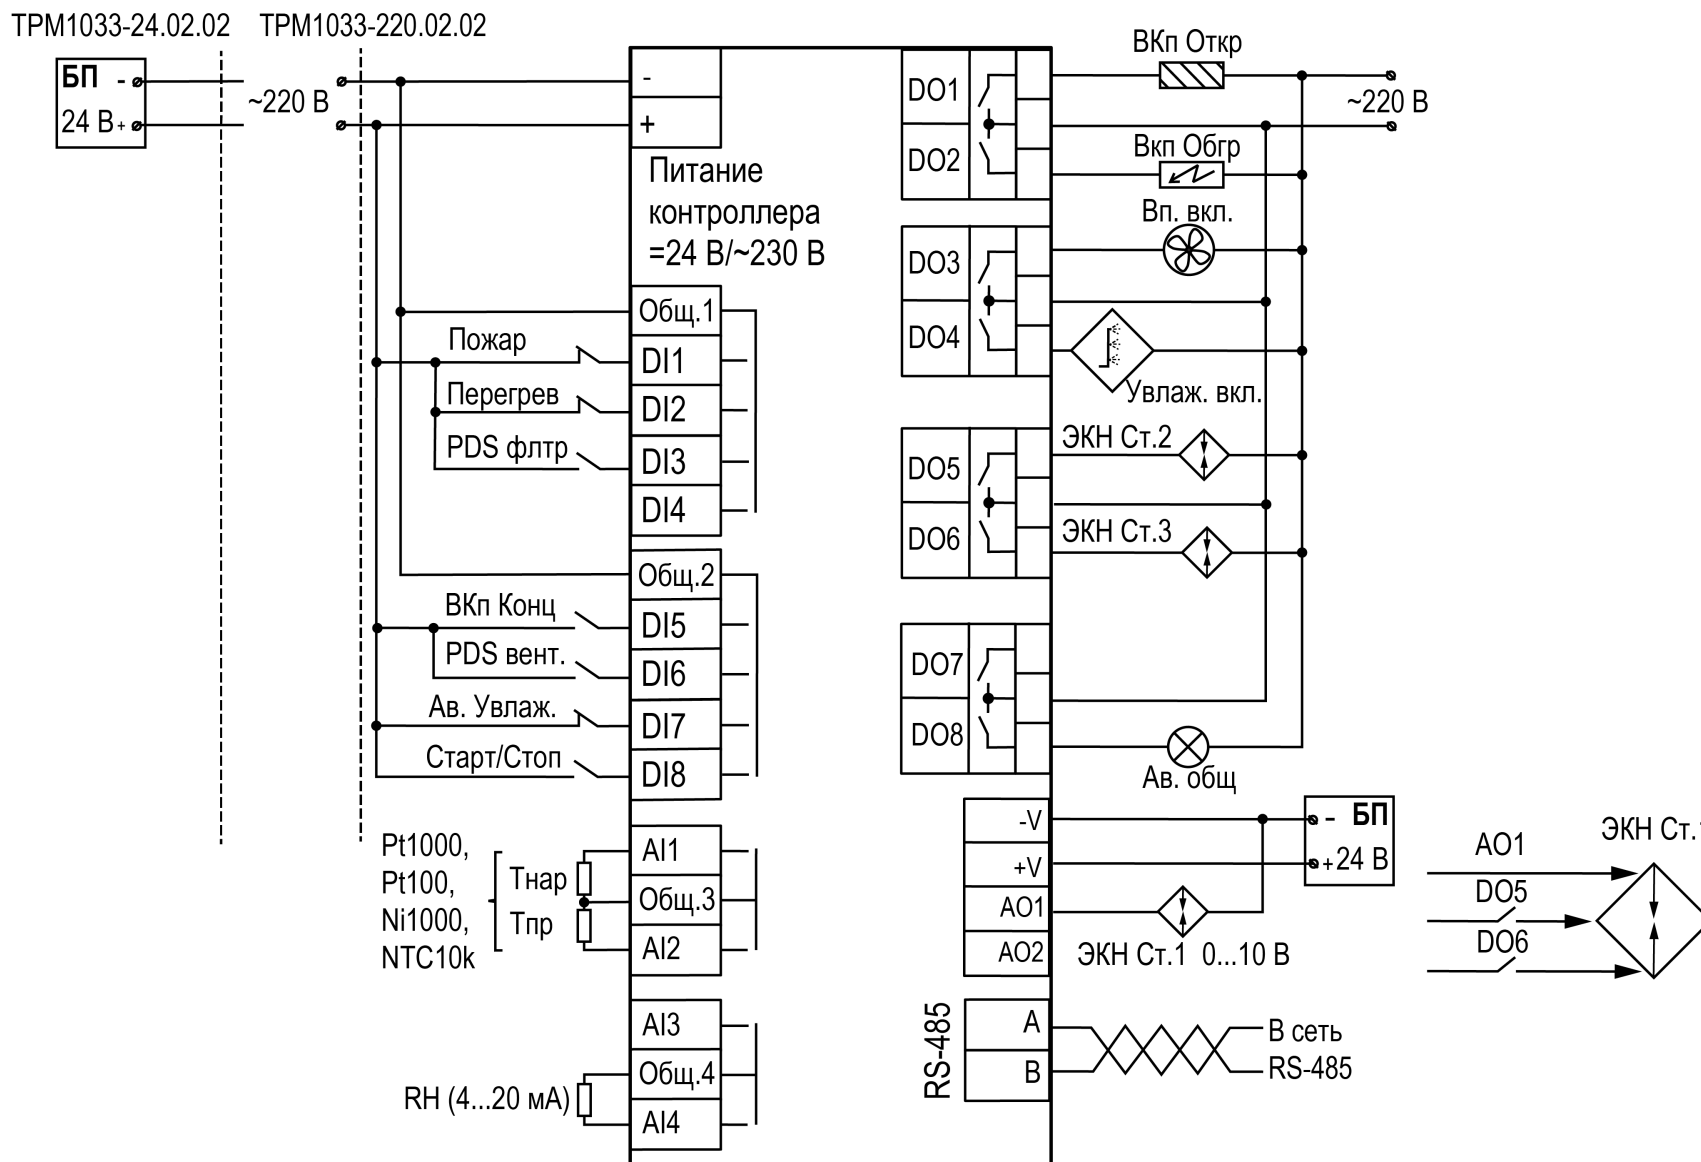 ТРМ1033-24.02.02
ТРМ1033-220.02.02
БП
-
24 В
+
~220 В
-
+
Питание
контроллера
=24 В/~230 В
Общ.1
Пожар
DI1
Перегрев
DI2
PDS флтр
DI3
DI4
Общ.2
ВКп Конц
DI5
PDS вент.
DI6
Ав. Увлаж.
DI7
Старт/Стоп
DI8
Pt1000,
Pt100,
Ni1000,
NTC10k
Тнар
Тпр
AI1
Общ.3
AI2
AI3
Общ.4
RH (4...20 мА)
AI4
DO1
DO2
ВКп Откр
~220 В
Вкп Обгр
Вп. вкл.
DO3
DO4
Увлаж. вкл.
DO5
DO6
ЭКН Ст.2
ЭКН Ст.3
DO7
DO8
Ав. общ
-V
+V
AO1
AO2
- БП
+ 24 В
ЭКН Ст.1 0...10 В
RS-485
A
B
В сеть
RS-485
ЭКН Ст.
AO1
DO5
DO6